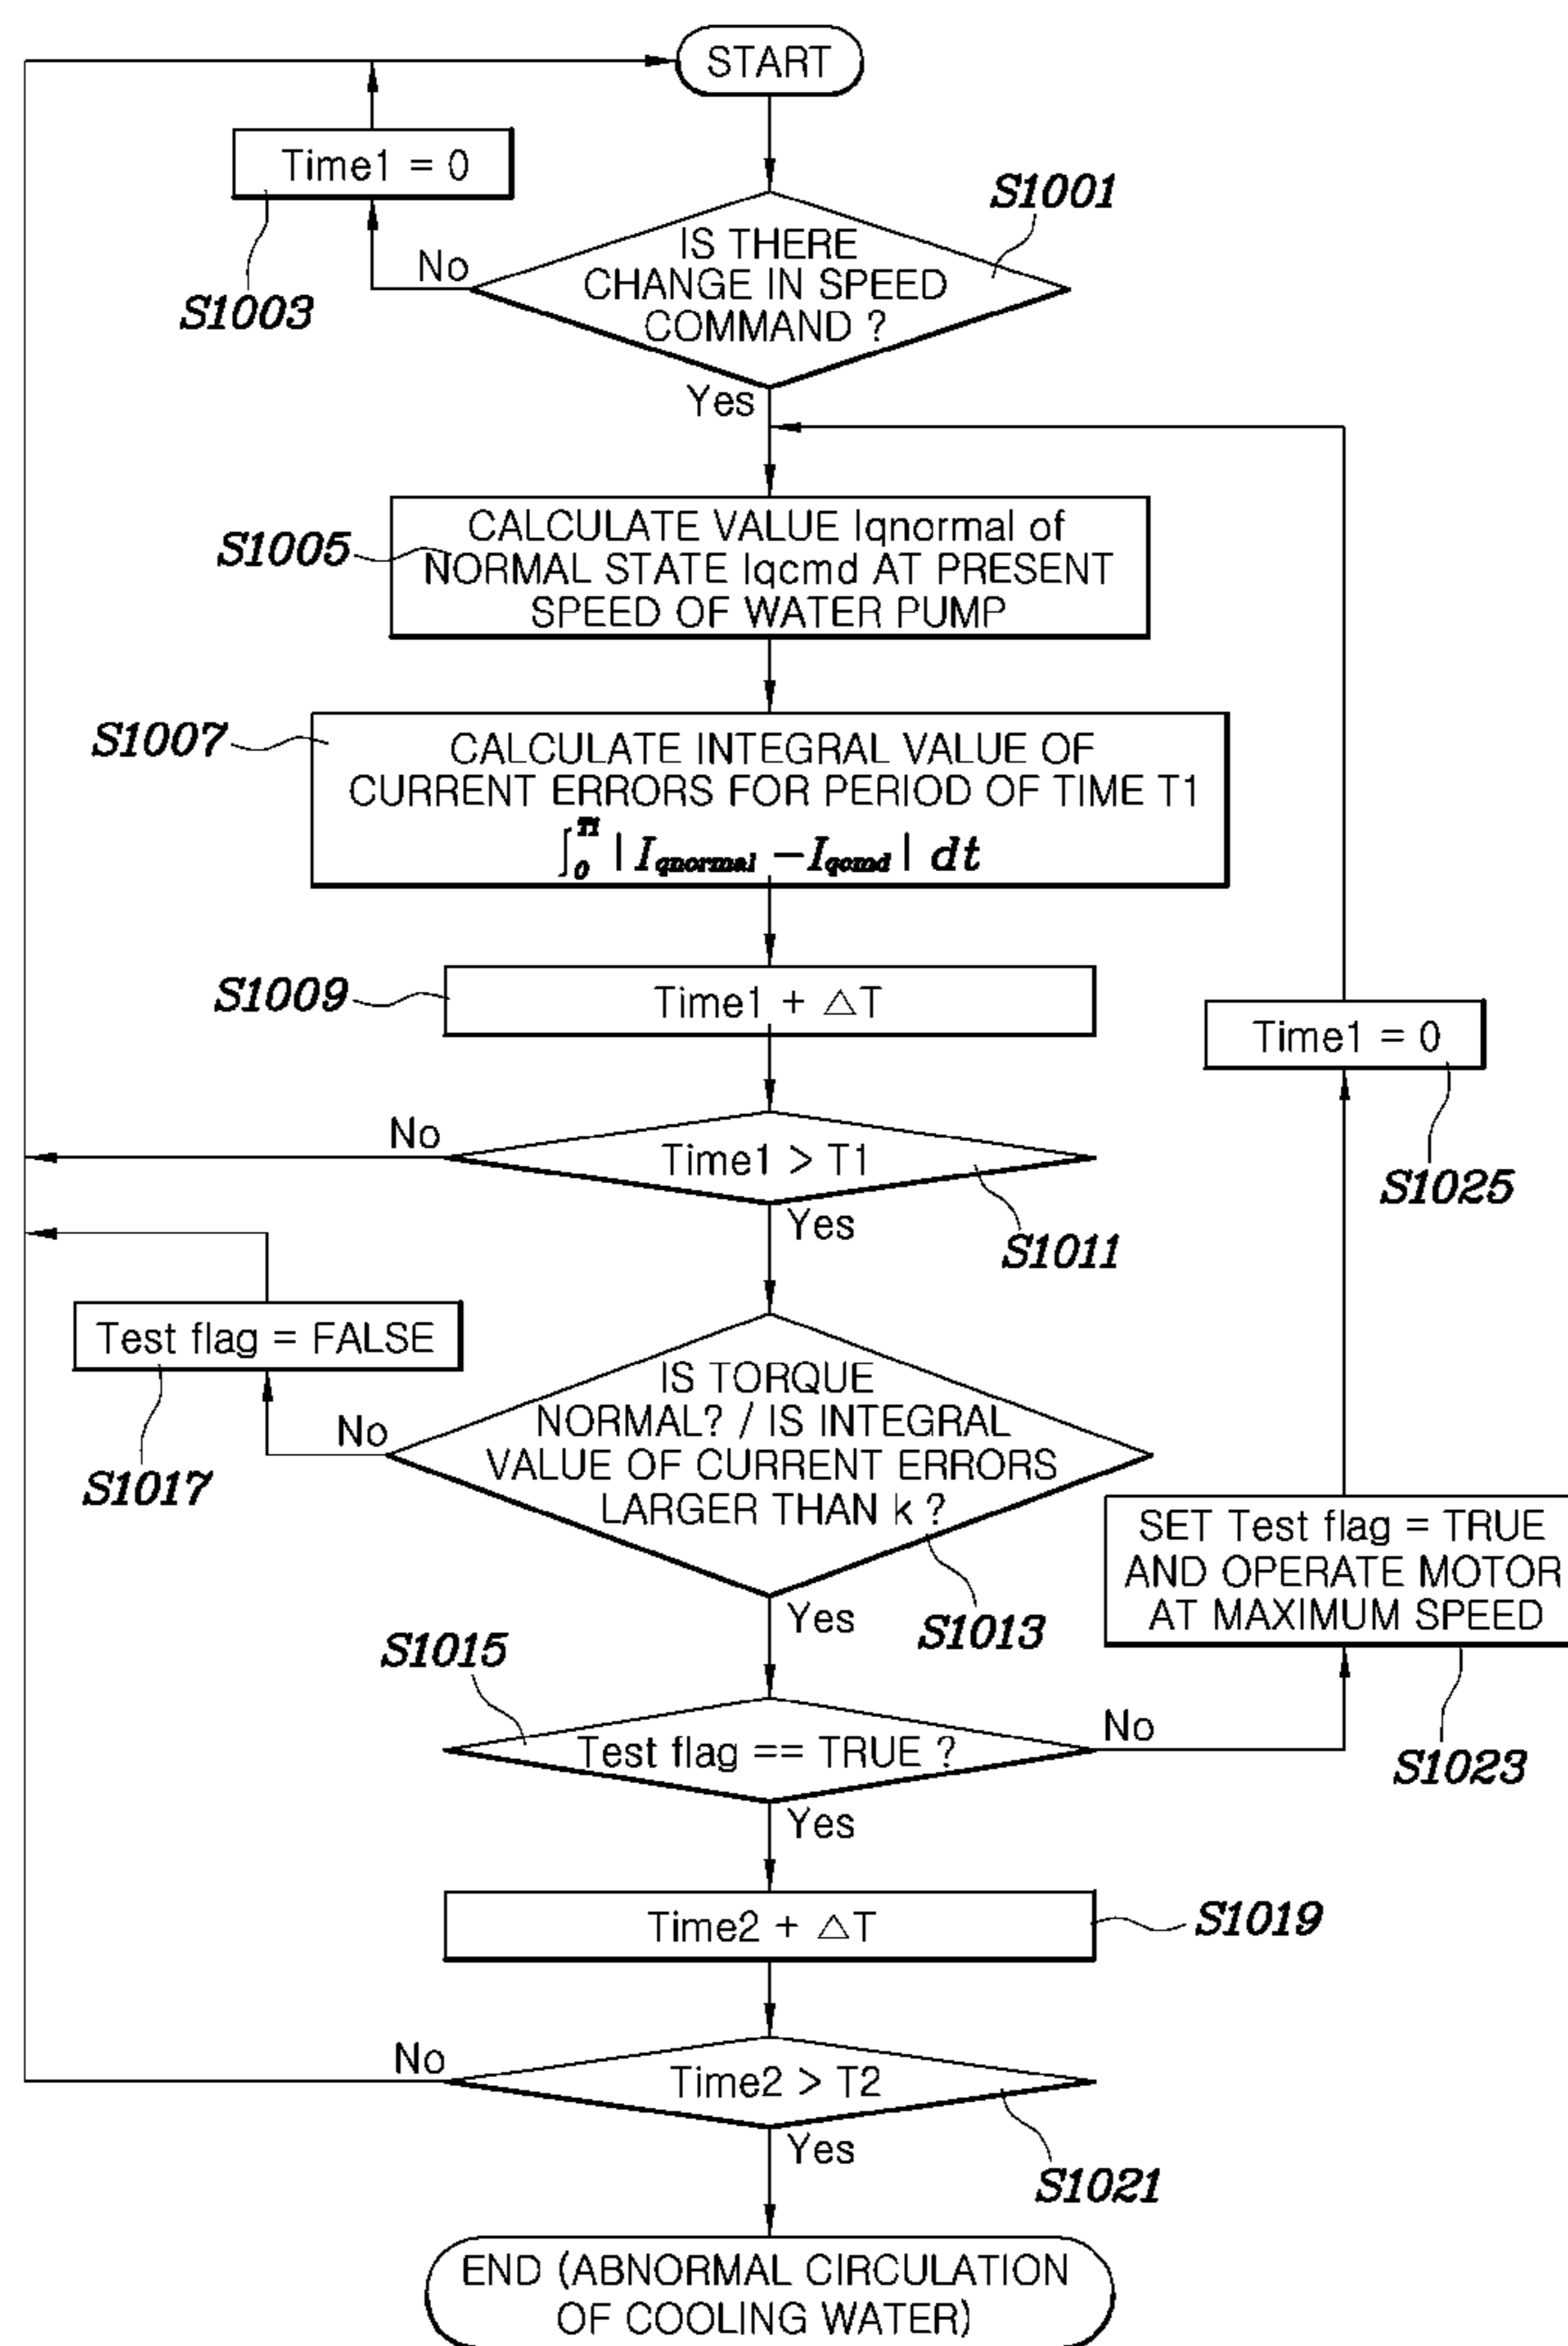 START
Time1 = 0
S1001
IS THERE
CHANGE IN SPEED
COMMAND ?
No
S1003
Yes
CALCULATE VALUE Iqnormal of
NORMAL STATE Iqcmd AT PRESENT
SPEED OF WATER PUMP
S1005
S1007
CALCULATE INTEGRAL VALUE OF
CURRENT ERRORS FOR PERIOD OF TIME T1
∫₀^T1 | I_qnormal − I_qcmd | dt
S1009
Time1 + △T
Time1 = 0
S1025
No
Time1 > T1
Yes
S1011
Test flag = FALSE
S1017
No
IS TORQUE
NORMAL? / IS INTEGRAL
VALUE OF CURRENT ERRORS
LARGER THAN k ?
Yes
S1013
SET Test flag = TRUE
AND OPERATE MOTOR
AT MAXIMUM SPEED
S1023
S1015
Test flag == TRUE ?
No
Yes
Time2 + △T
S1019
No
Time2 > T2
Yes
S1021
END (ABNORMAL CIRCULATION
OF COOLING WATER)